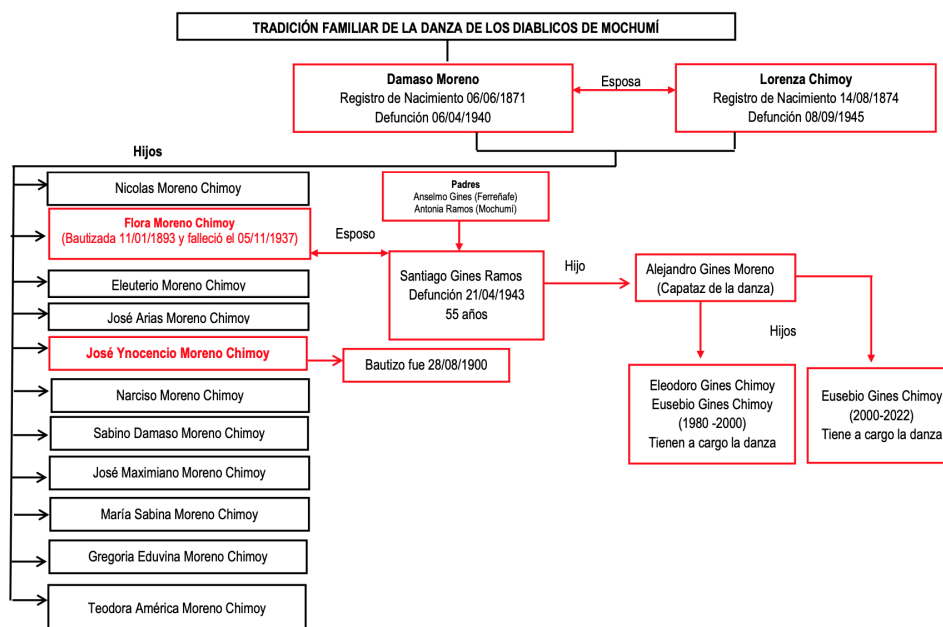 TRADICIÓN FAMILIAR DE LA DANZA DE LOS DIABLICOS DE MOCHUMÍ
Damaso Moreno
Registro de Nacimiento 06/06/1871
Defunción 06/04/1940
Esposa
Lorenza Chimoy
Registro de Nacimiento 14/08/1874
Defunción 08/09/1945
Hijos
Nicolas Moreno Chimoy
Flora Moreno Chimoy
(Bautizada 11/01/1893 y falleció el 05/11/1937)
Eleuterio Moreno Chimoy
José Arias Moreno Chimoy
José Ynocencio Moreno Chimoy
Bautizo fue 28/08/1900
Narciso Moreno Chimoy
Sabino Damaso Moreno Chimoy
José Maximiano Moreno Chimoy
María Sabina Moreno Chimoy
Gregoria Eduvina Moreno Chimoy
Teodora América Moreno Chimoy
Padres
Anselmo Gines (Ferreñafe)
Antonia Ramos (Mochumí)
Esposo
Santiago Gines Ramos
Defunción 21/04/1943
55 años
Hijo
Alejandro Gines Moreno
(Capataz de la danza)
Hijos
Eleodoro Gines Chimoy
Eusebio Gines Chimoy
(1980 -2000)
Tienen a cargo la danza
Eusebio Gines Chimoy
(2000-2022)
Tiene a cargo la danza